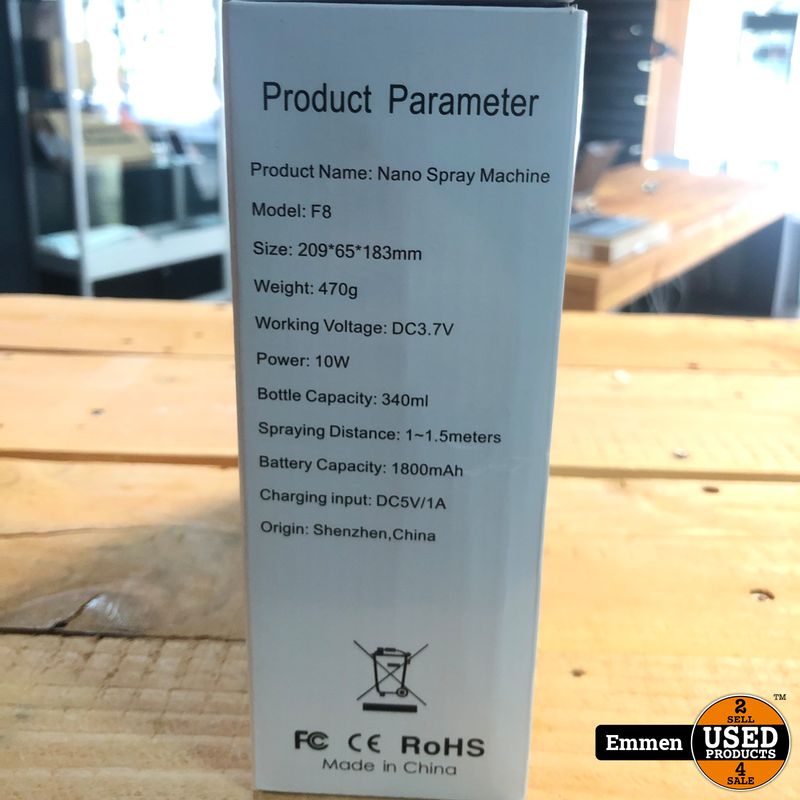 Product Parameter
Product Name: Nano Spray Machine
Model: F8
Size: 209*65*183mm
Weight: 470g
Working Voltage: DC3.7V
Power: 10W
Bottle Capacity: 340ml
Spraying Distance: 1~1.5meters
Battery Capacity: 1800mAh
Charging input: DC5V/1A
Origin: Shenzhen,China
FC CE RoHS
Made in China
Emmen
2
SELL
USED
PRODUCTS
4
SALE
TM